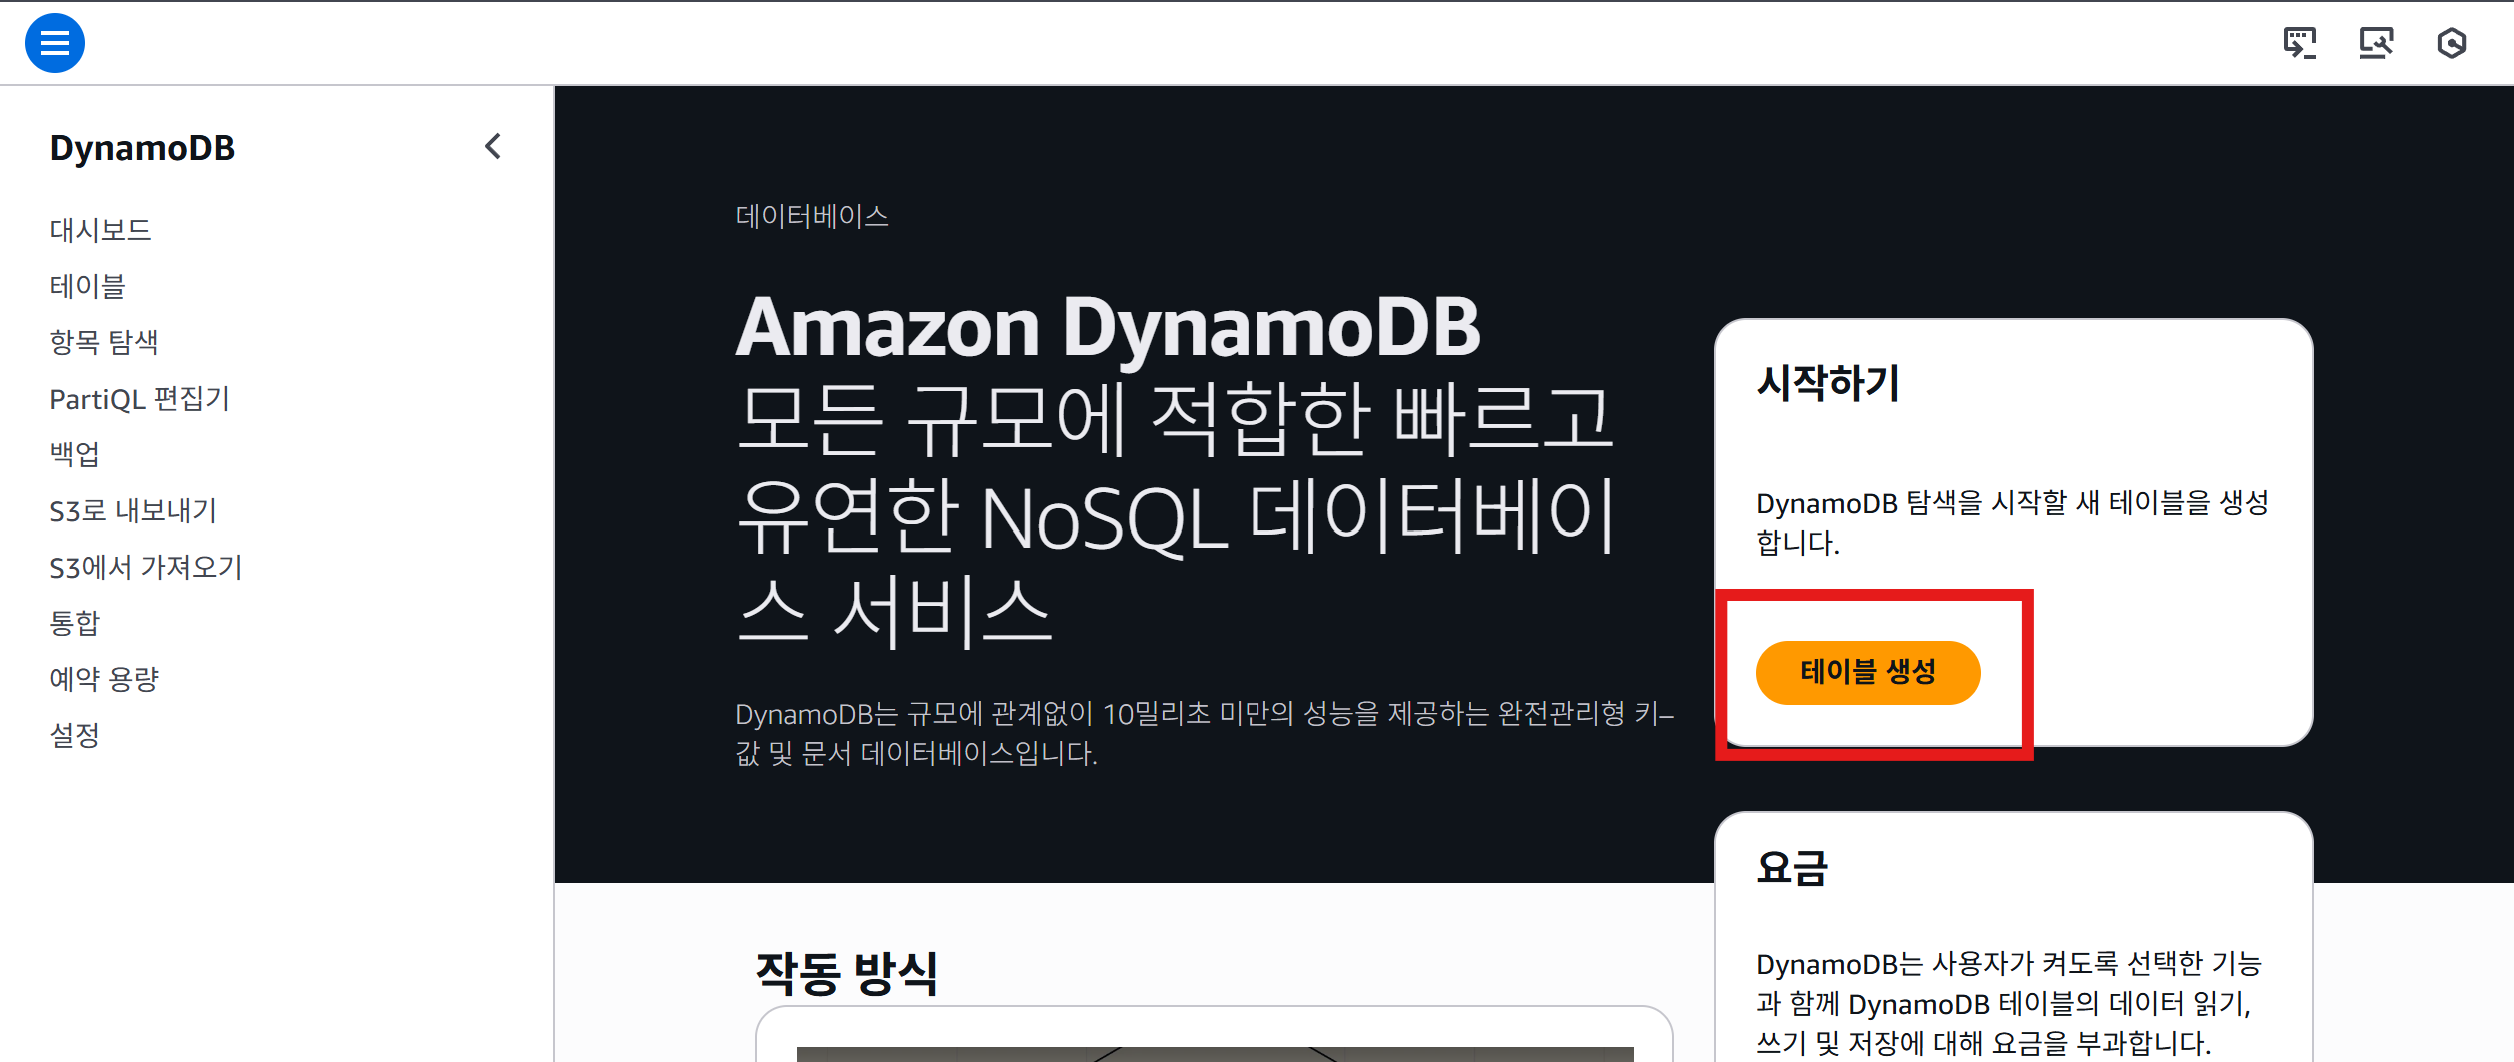 DynamoDB
대시보드
테이블
항목 탐색
PartiQL 편집기
백업
S3로 내보내기
S3에서 가져오기
통합
예약 용량
설정
데이터베이스
Amazon DynamoDB
모든 규모에 적합한 빠르고
유연한 NoSQL 데이터베이
스 서비스
DynamoDB는 규모에 관계없이 10밀리초 미만의 성능을 제공하는 완전관리형 키–
값 및 문서 데이터베이스입니다.
시작하기
DynamoDB 탐색을 시작할 새 테이블을 생성
합니다.
테이블 생성
요금
DynamoDB는 사용자가 켜도록 선택한 기능
과 함께 DynamoDB 테이블의 데이터 읽기,
쓰기 및 저장에 대해 요금을 부과합니다.
작동 방식